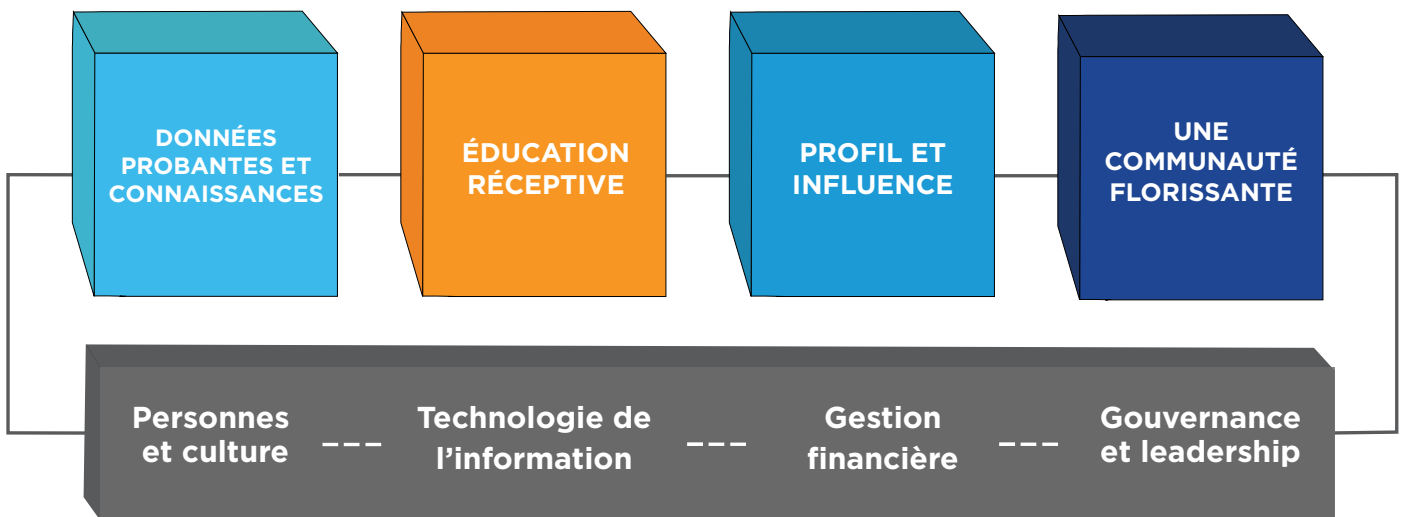 DONNÉES
PROBANTES ET
CONNAISSANCES
ÉDUCATION
RÉCEPTIVE
PROFIL ET
INFLUENCE
UNE
COMMUNAUTÉ
FLORISSANTE
Personnes
et culture
Technologie de
l'information
Gestion
financière
Gouvernance
et leadership